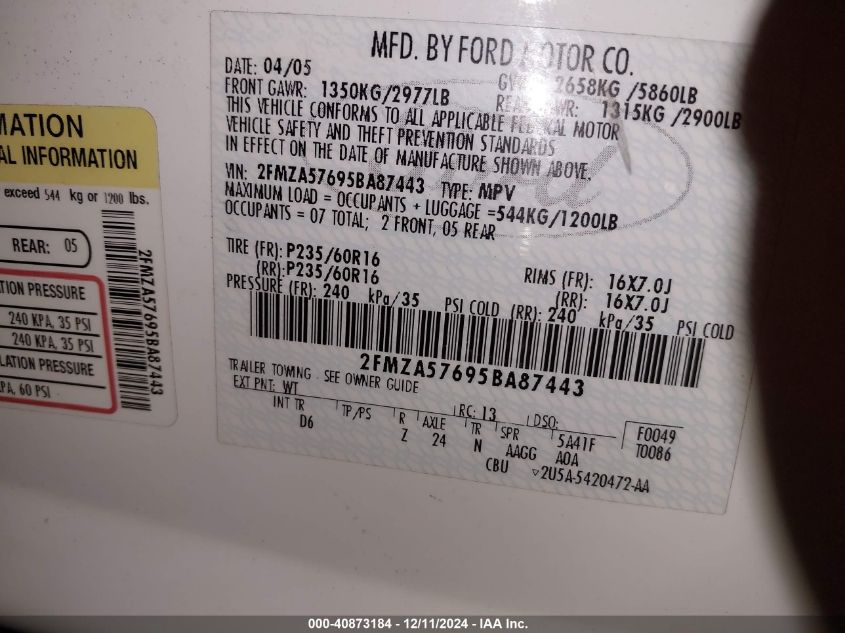 MFD. BY FORD MOTOR CO.
DATE: 04/05
2658KG /5860LB
FRONT GAWR: 1350KG/2977LB
1315KG /2900LB
THIS VEHICLE CONFORMS TO ALL APPLICABLE FEDERAL MOTOR
VEHICLE SAFETY AND THEFT PREVENTION STANDARDS
IN EFFECT ON THE DATE OF MANUFACTURE SHOWN ABOVE.
VIN: 2FMZA57695BA87443 TYPE: MPV
MAXIMUM LOAD = OCCUPANTS + LUGGAGE =544KG/1200LB
OCCUPANTS = 07 TOTAL; 2 FRONT, 05 REAR
TIRE (FR): P235/60R16 RIMS (FR): 16X7.0J
(RR): P235/60R16 (RR): 16X7.0J
PRESSURE (FR): 240 kPa/35 PSI COLD (RR): 240 kPa/35 PSI COLD
2FMZA57695BA87443
TRAILER TOWING - SEE OWNER GUIDE
EXT PNT: WT RC: 13 DSO: F0049
INT TR TP/PS R AXLE TR SPR 5A41F T0086
D6 Z 24 N AAGG A0A
CBU ▽2U5A-5420472-AA
MATION
AL INFORMATION
exceed 544 kg or 1200 lbs.
REAR: 05
TION PRESSURE
240 KPA, 35 PSI
240 KPA, 35 PSI
LATION PRESSURE
KPA, 60 PSI
2FMZA57695BA87443
000-40873184 - 12/11/2024 - IAA Inc.